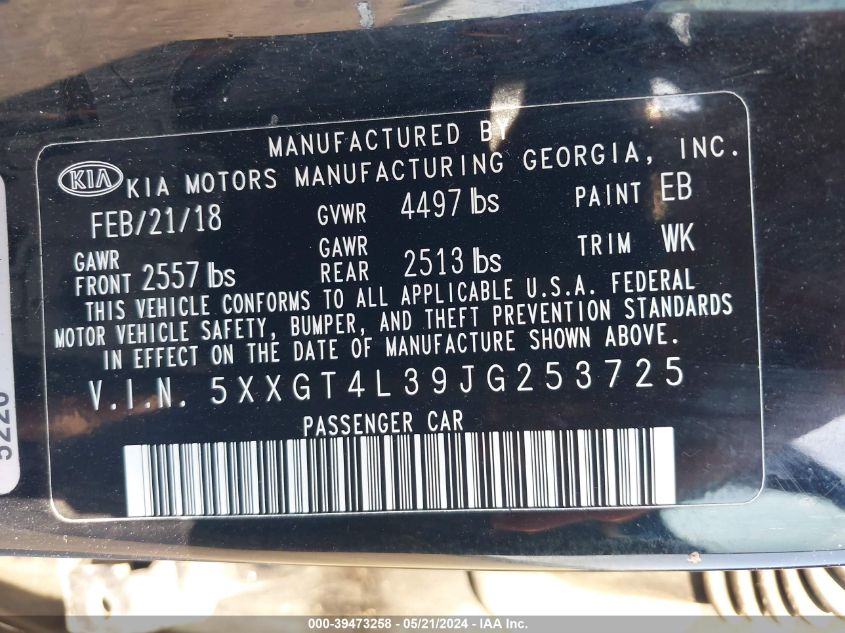 MANUFACTURED BY
KIA KIA MOTORS MANUFACTURING GEORGIA, INC.
FEB/21/18 GVWR 4497 lbs PAINT EB
GAWR FRONT 2557 lbs GAWR REAR 2513 lbs TRIM WK
THIS VEHICLE CONFORMS TO ALL APPLICABLE U.S.A. FEDERAL
MOTOR VEHICLE SAFETY, BUMPER, AND THEFT PREVENTION STANDARDS
IN EFFECT ON THE DATE OF MANUFACTURE SHOWN ABOVE.
V.I.N. 5XXGT4L39JG253725
PASSENGER CAR
5220
000-39473258 - 05/21/2024 - IAA Inc.